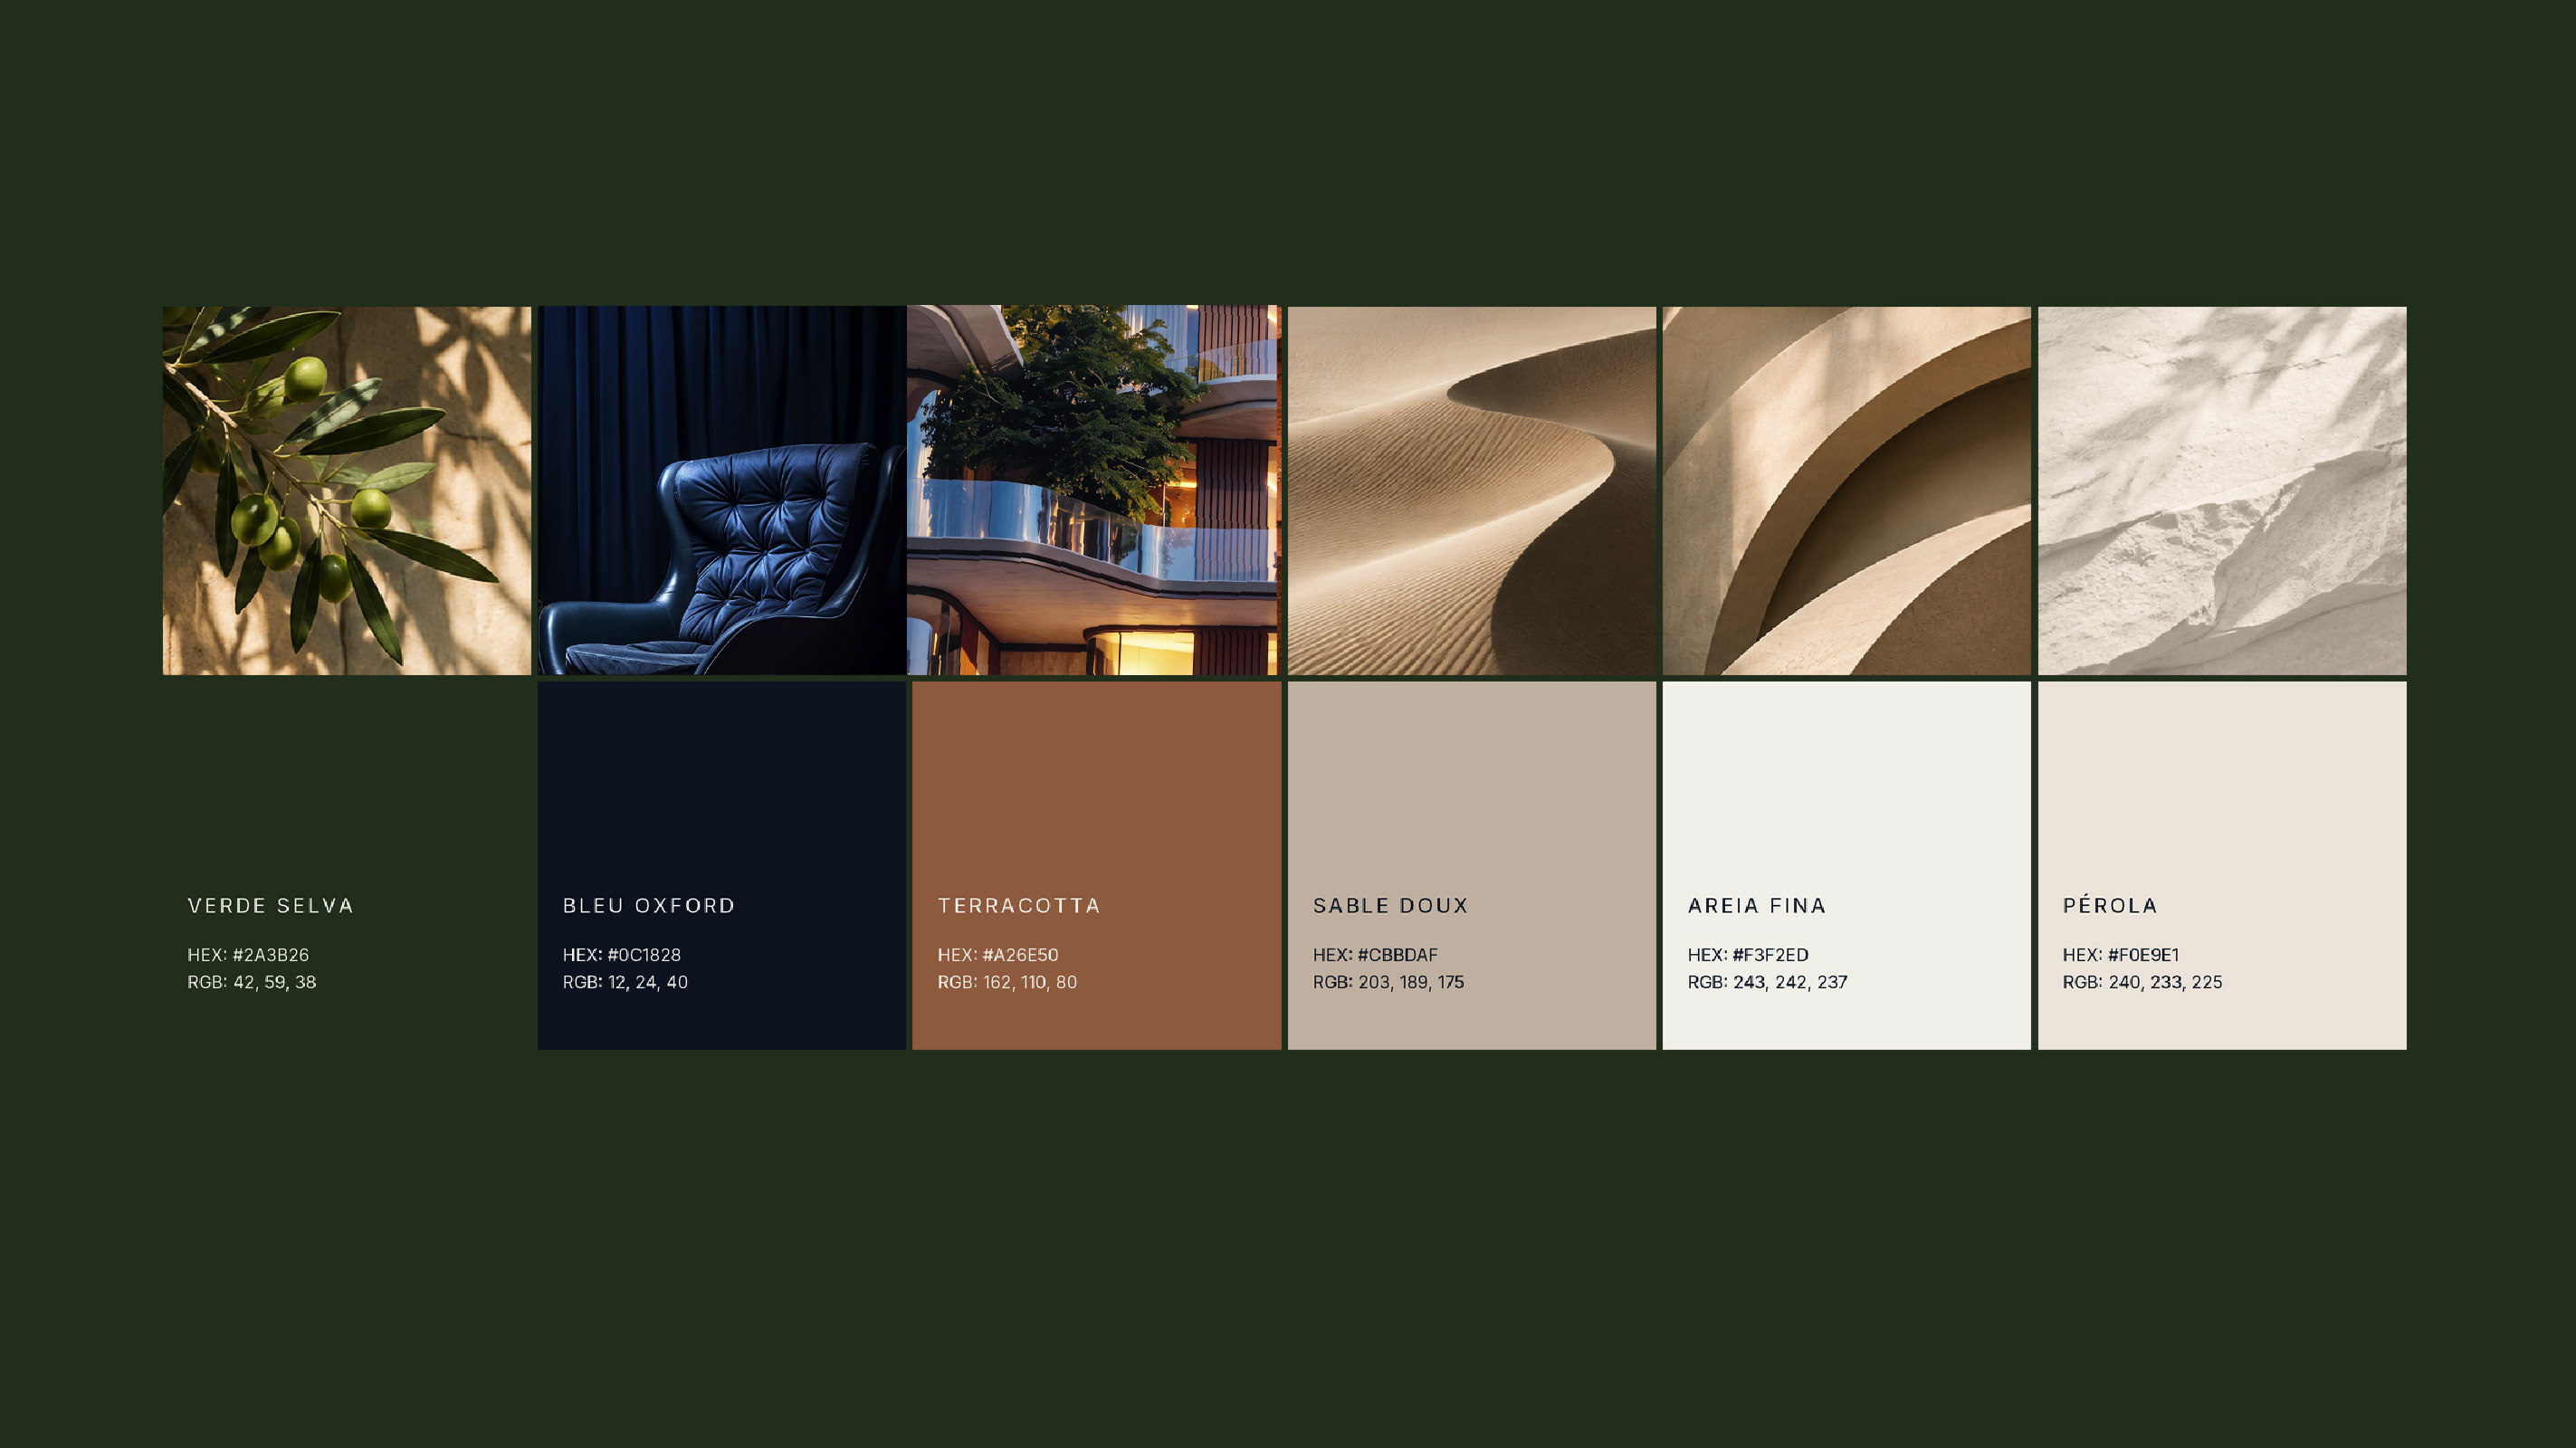 VERDE SELVA
HEX: #2A3B26
RGB: 42, 59, 38
BLEU OXFORD
HEX: #0C1828
RGB: 12, 24, 40
TERRACOTTA
HEX: #A26E50
RGB: 162, 110, 80
SABLE DOUX
HEX: #CBBDAF
RGB: 203, 189, 175
AREIA FINA
HEX: #F3F2ED
RGB: 243, 242, 237
PÉROLA
HEX: #F0E9E1
RGB: 240, 233, 225